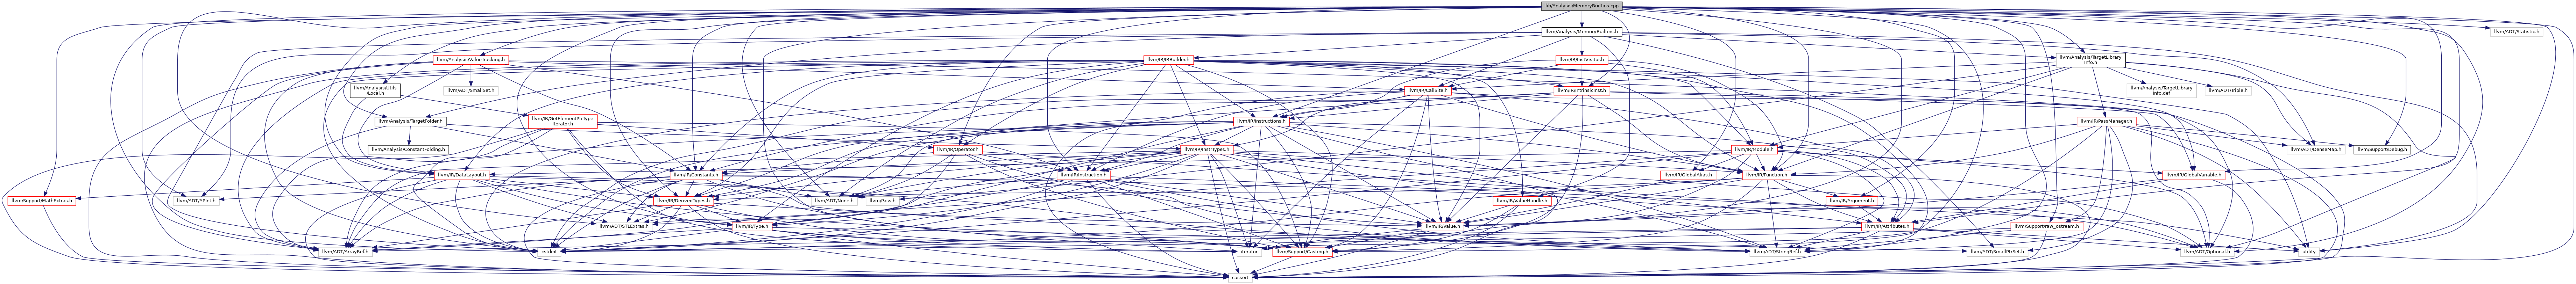 lib/Analysis/MemoryBuiltins.cpp
llvm/Analysis/MemoryBuiltins.h
llvm/ADT/Statistic.h
llvm/Analysis/ValueTracking.h
llvm/IR/IRBuilder.h
llvm/IR/InstVisitor.h
llvm/Analysis/TargetLibrary
Info.h
llvm/Analysis/Utils
/Local.h
llvm/ADT/SmallSet.h
llvm/IR/CallSite.h
llvm/IR/IntrinsicInst.h
llvm/Analysis/TargetLibrary
Info.def
llvm/ADT/Triple.h
llvm/Analysis/TargetFolder.h
llvm/IR/GetElementPtrType
Iterator.h
llvm/IR/Instructions.h
llvm/IR/PassManager.h
llvm/Analysis/ConstantFolding.h
llvm/IR/Operator.h
llvm/IR/InstrTypes.h
llvm/IR/Module.h
llvm/ADT/DenseMap.h
llvm/Support/Debug.h
llvm/IR/DataLayout.h
llvm/IR/Constants.h
llvm/IR/Instruction.h
llvm/IR/GlobalAlias.h
llvm/IR/Function.h
llvm/IR/GlobalVariable.h
llvm/Support/MathExtras.h
llvm/ADT/APInt.h
llvm/IR/DerivedTypes.h
llvm/ADT/None.h
llvm/Pass.h
llvm/IR/ValueHandle.h
llvm/IR/Argument.h
llvm/ADT/STLExtras.h
llvm/IR/Type.h
llvm/IR/Value.h
llvm/IR/Attributes.h
llvm/Support/raw_ostream.h
llvm/ADT/ArrayRef.h
cstdint
iterator
llvm/Support/Casting.h
llvm/ADT/StringRef.h
llvm/ADT/SmallPtrSet.h
llvm/ADT/Optional.h
utility
cassert